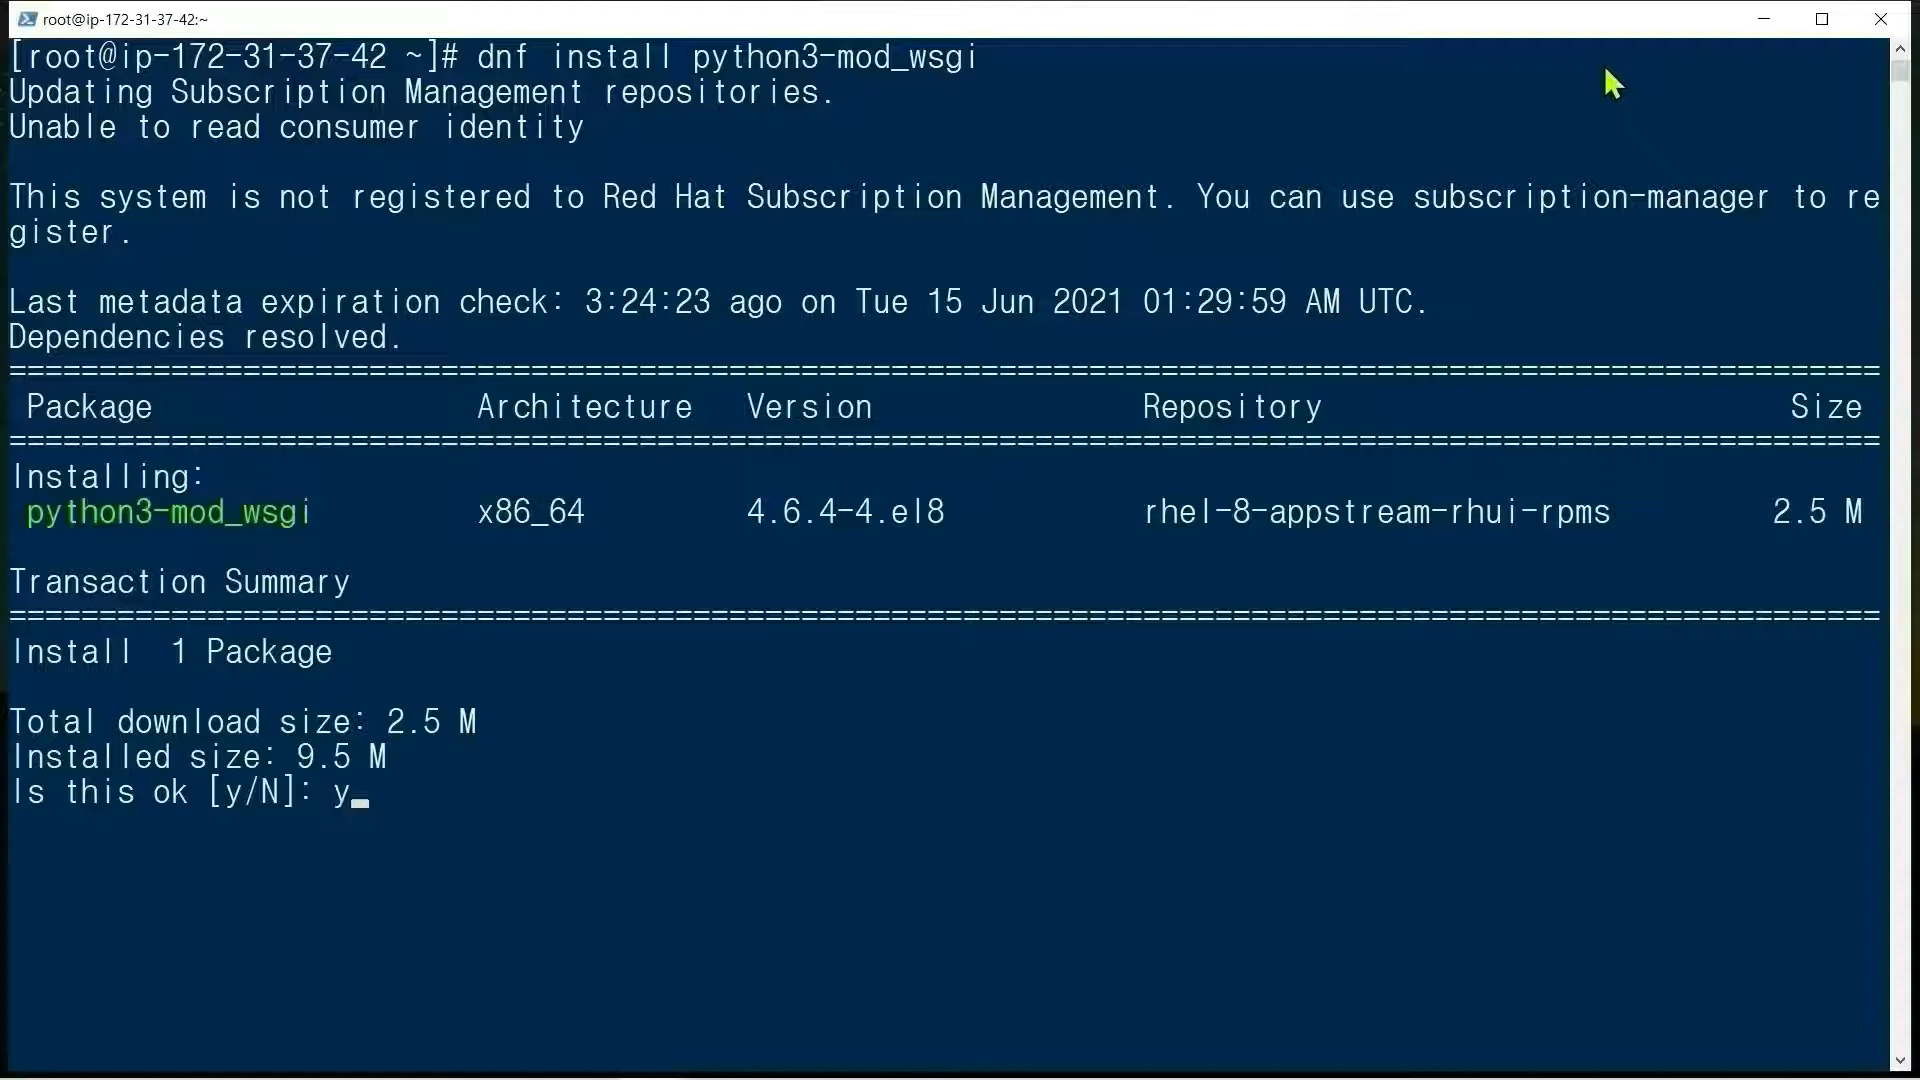 root@ip-172-31-37-42:~
[root@ip-172-31-37-42 ~]# dnf install python3-mod_wsgi
Updating Subscription Management repositories.
Unable to read consumer identity
This system is not registered to Red Hat Subscription Management. You can use subscription-manager to re
gister.
Last metadata expiration check: 3:24:23 ago on Tue 15 Jun 2021 01:29:59 AM UTC.
Dependencies resolved.
========================================================================================================
Package Architecture Version Repository Size
========================================================================================================
Installing:
python3-mod_wsgi x86_64 4.6.4-4.el8 rhel-8-appstream-rhui-rpms 2.5 M
Transaction Summary
========================================================================================================
Install 1 Package
Total download size: 2.5 M
Installed size: 9.5 M
Is this ok [y/N]: y